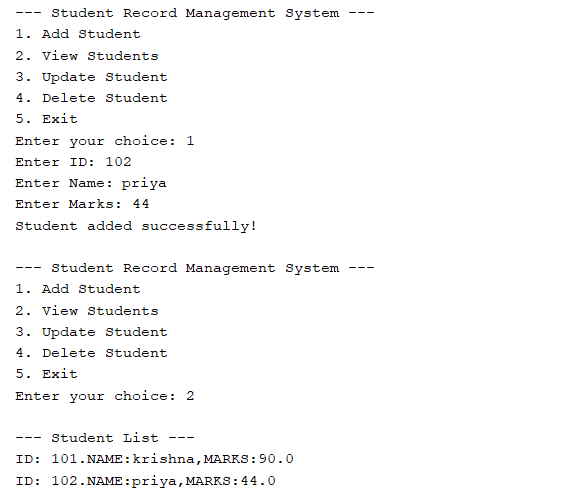 --- Student Record Management System ---
1. Add Student
2. View Students
3. Update Student
4. Delete Student
5. Exit
Enter your choice: 1
Enter ID: 102
Enter Name: priya
Enter Marks: 44
Student added successfully!

--- Student Record Management System ---
1. Add Student
2. View Students
3. Update Student
4. Delete Student
5. Exit
Enter your choice: 2

--- Student List ---
ID: 101.NAME:krishna,MARKS:90.0
ID: 102.NAME:priya,MARKS:44.0